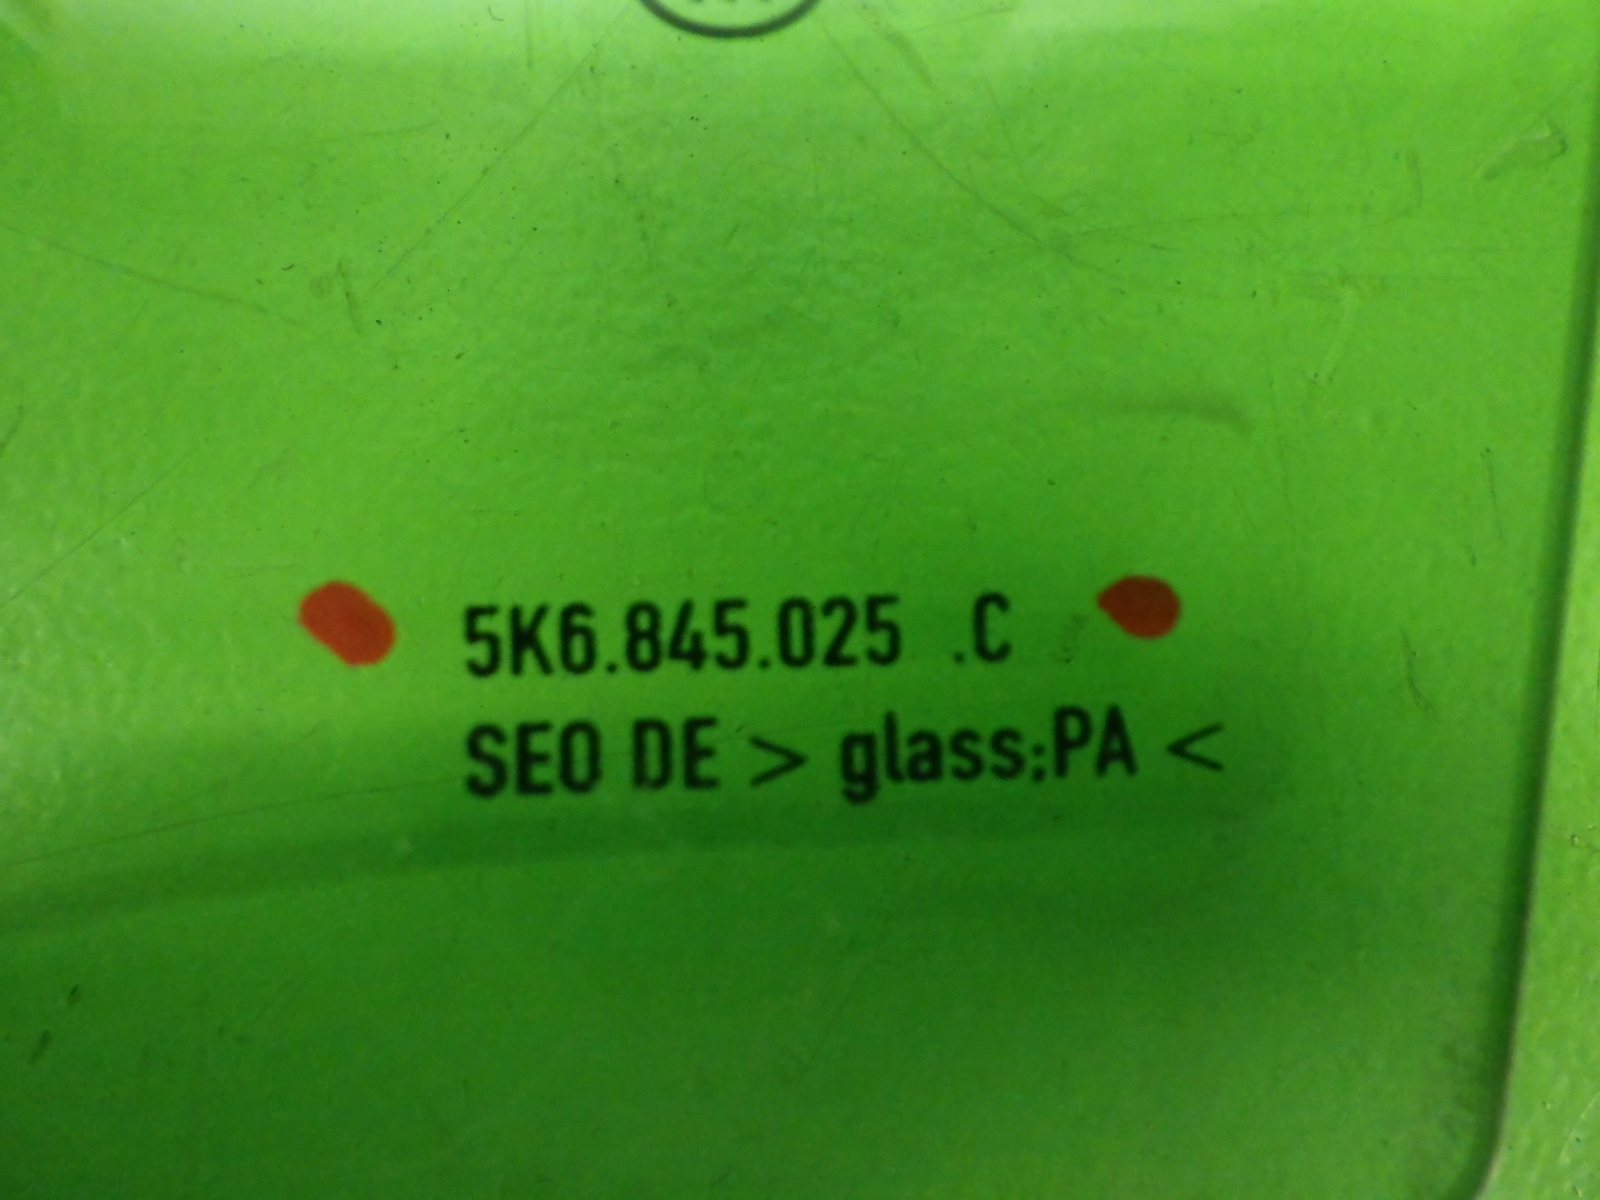 5K6.845.025 .C
SEO DE > glass;PA <